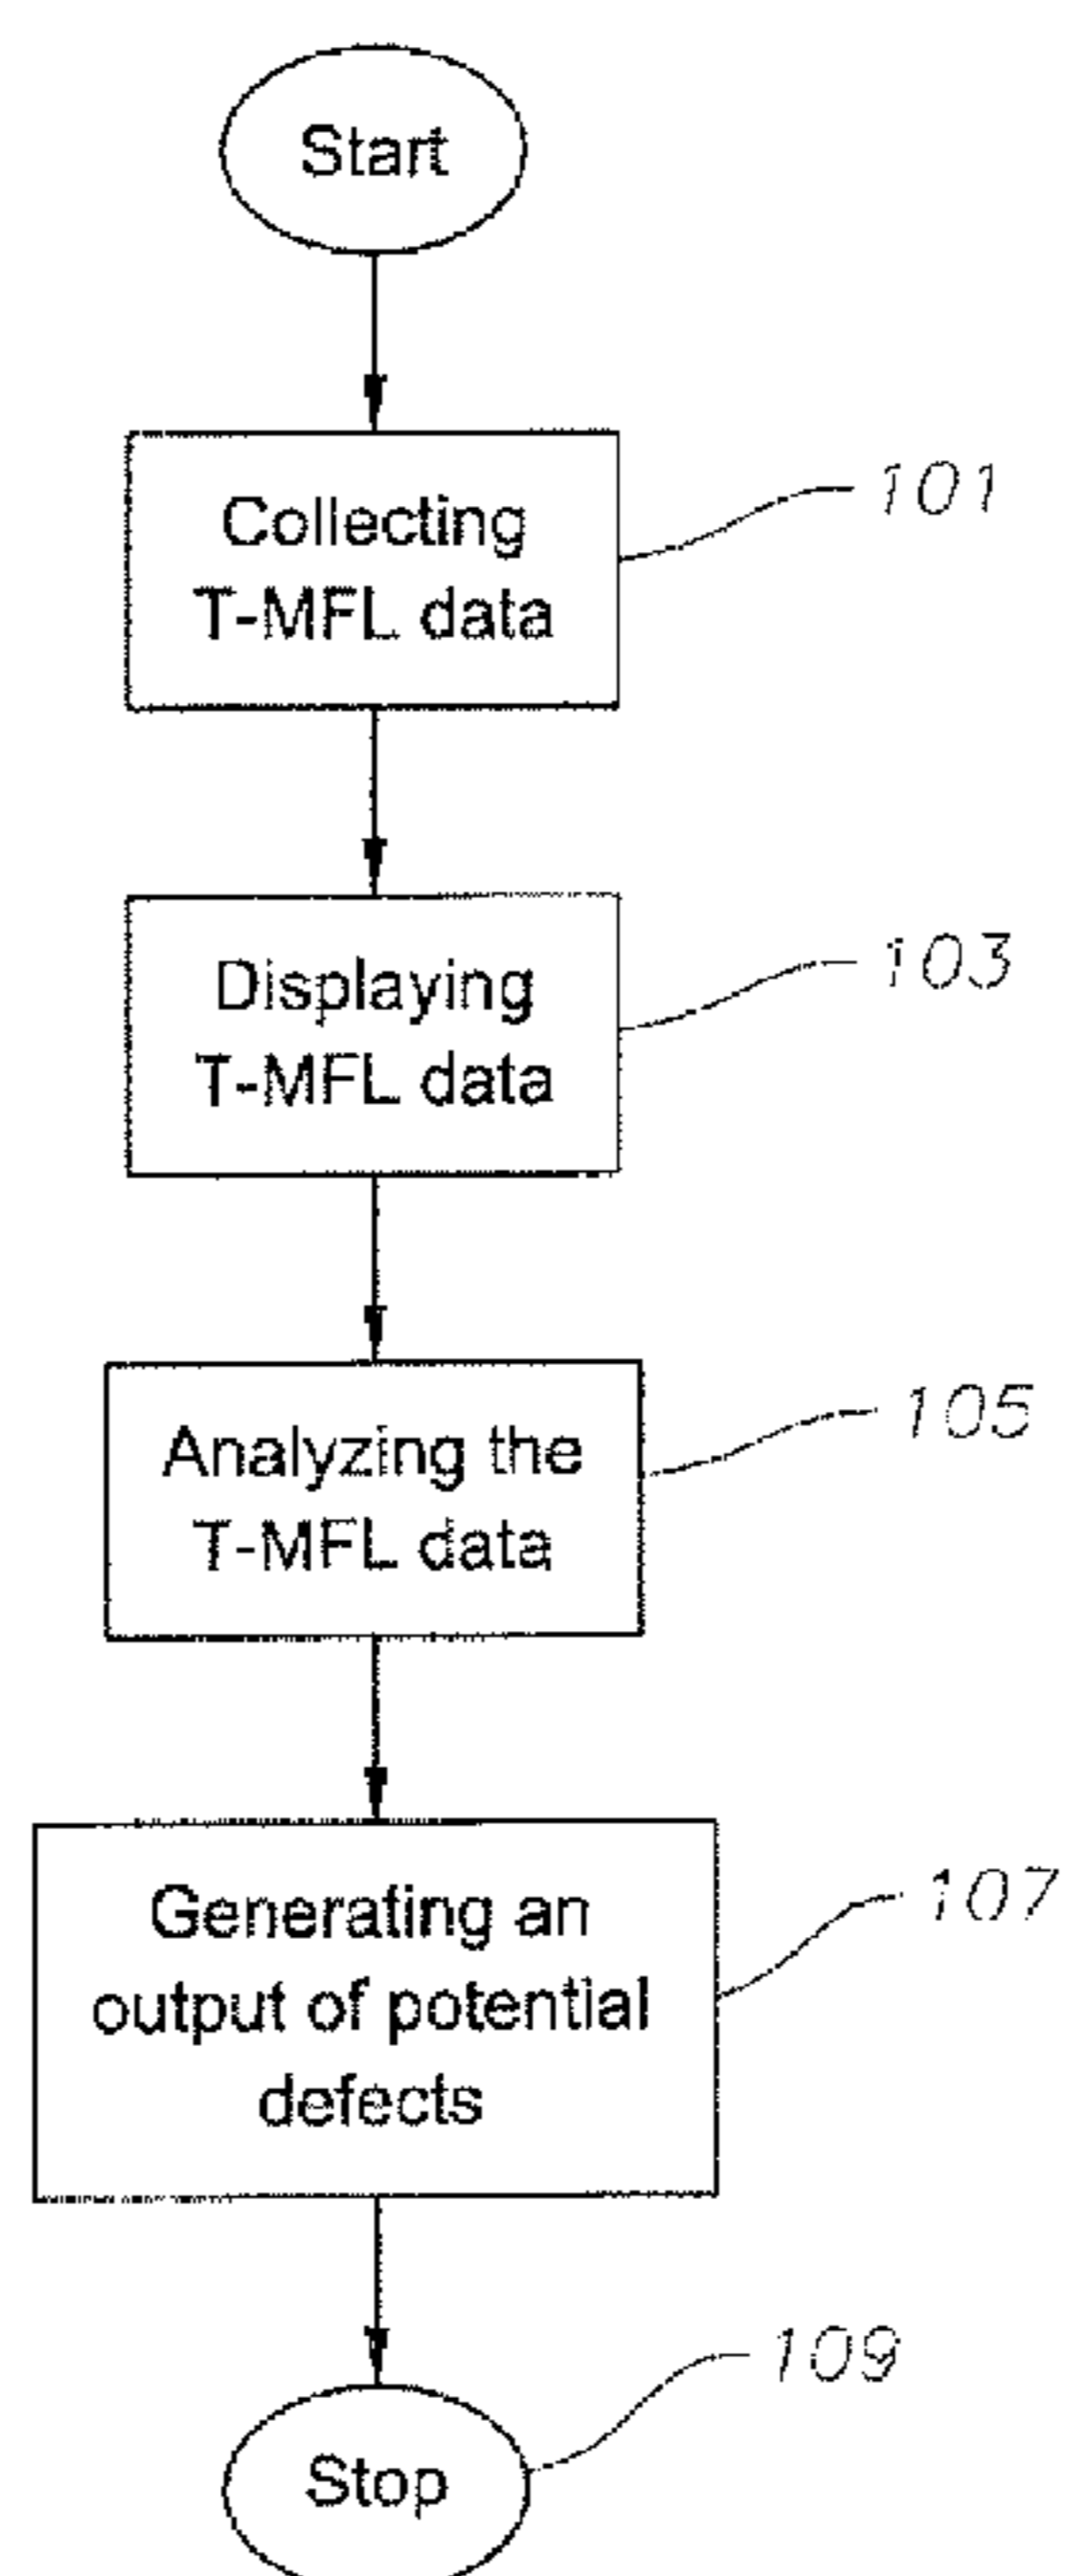 Start
Collecting
T-MFL data
101
Displaying
T-MFL data
103
Analyzing the
T-MFL data
105
Generating an
output of potential
defects
107
Stop
109